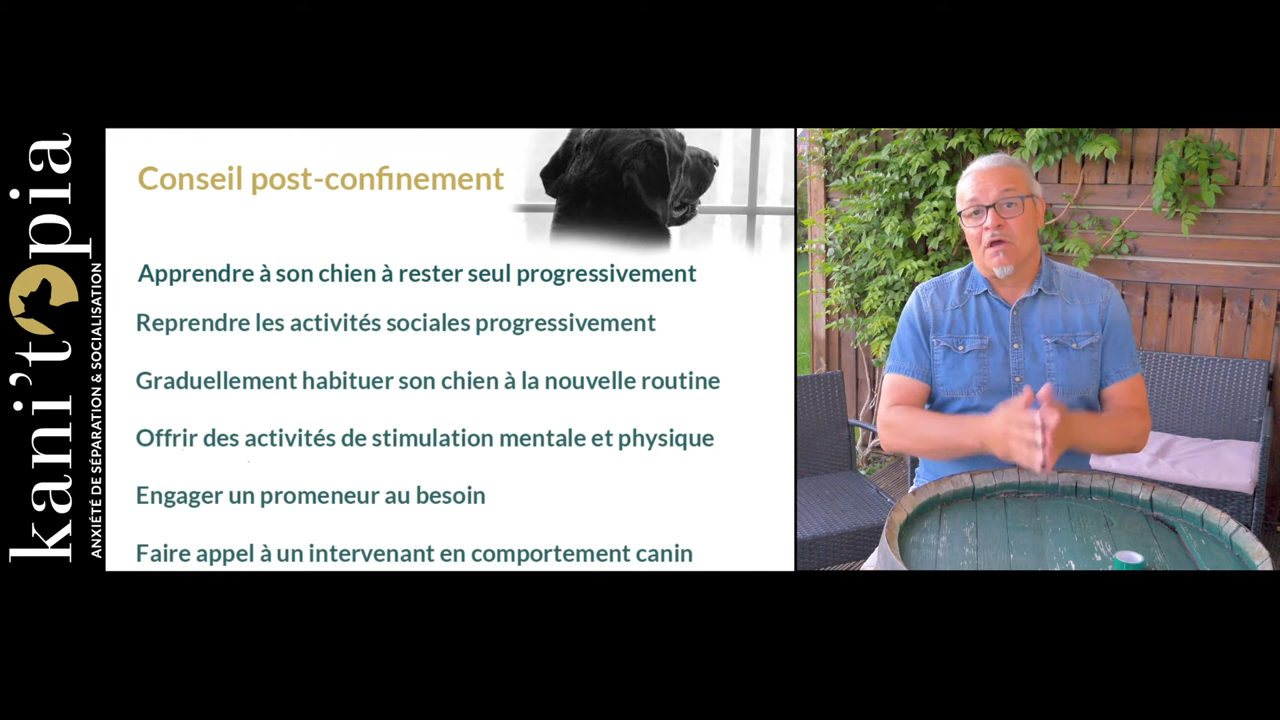 kani't pia
ANXIÉTÉ DE SÉPARATION & SOCIALISATION
Conseil post-confinement
Apprendre à son chien à rester seul progressivement
Reprendre les activités sociales progressivement
Graduellement habituer son chien à la nouvelle routine
Offrir des activités de stimulation mentale et physique
Engager un promeneur au besoin
Faire appel à un intervenant en comportement canin